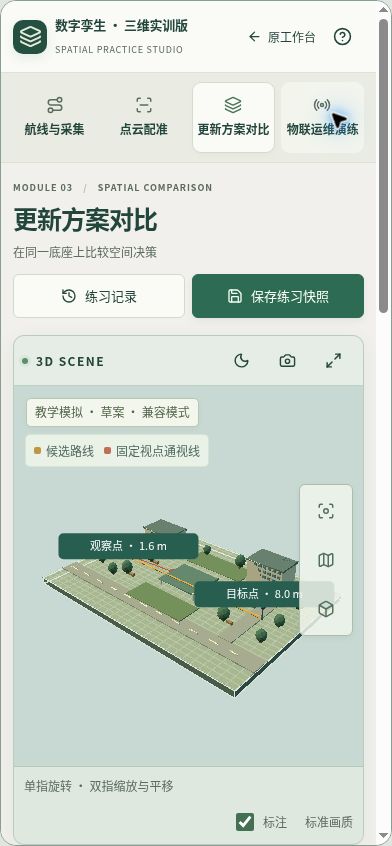 数字孪生 · 三维实训版
SPATIAL PRACTICE STUDIO
原工作台
航线与采集
点云配准
更新方案对比
物联运维演练
MODULE 03 / SPATIAL COMPARISON
更新方案对比
在同一底座上比较空间决策
练习记录
保存练习快照
3D SCENE
教学模拟 · 草案 · 兼容模式
候选路线
固定视点通视线
观察点 · 1.6 m
目标点 · 8.0 m
单指旋转 · 双指缩放与平移
标注
标准画质